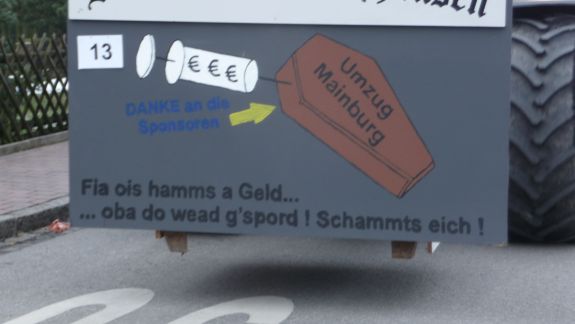 13
€ € €
Umzug
Mainburg
DANKE an die
Sponsoren
Fia ois hamms a Geld...
... oba do wead g'spord ! Schammts eich !